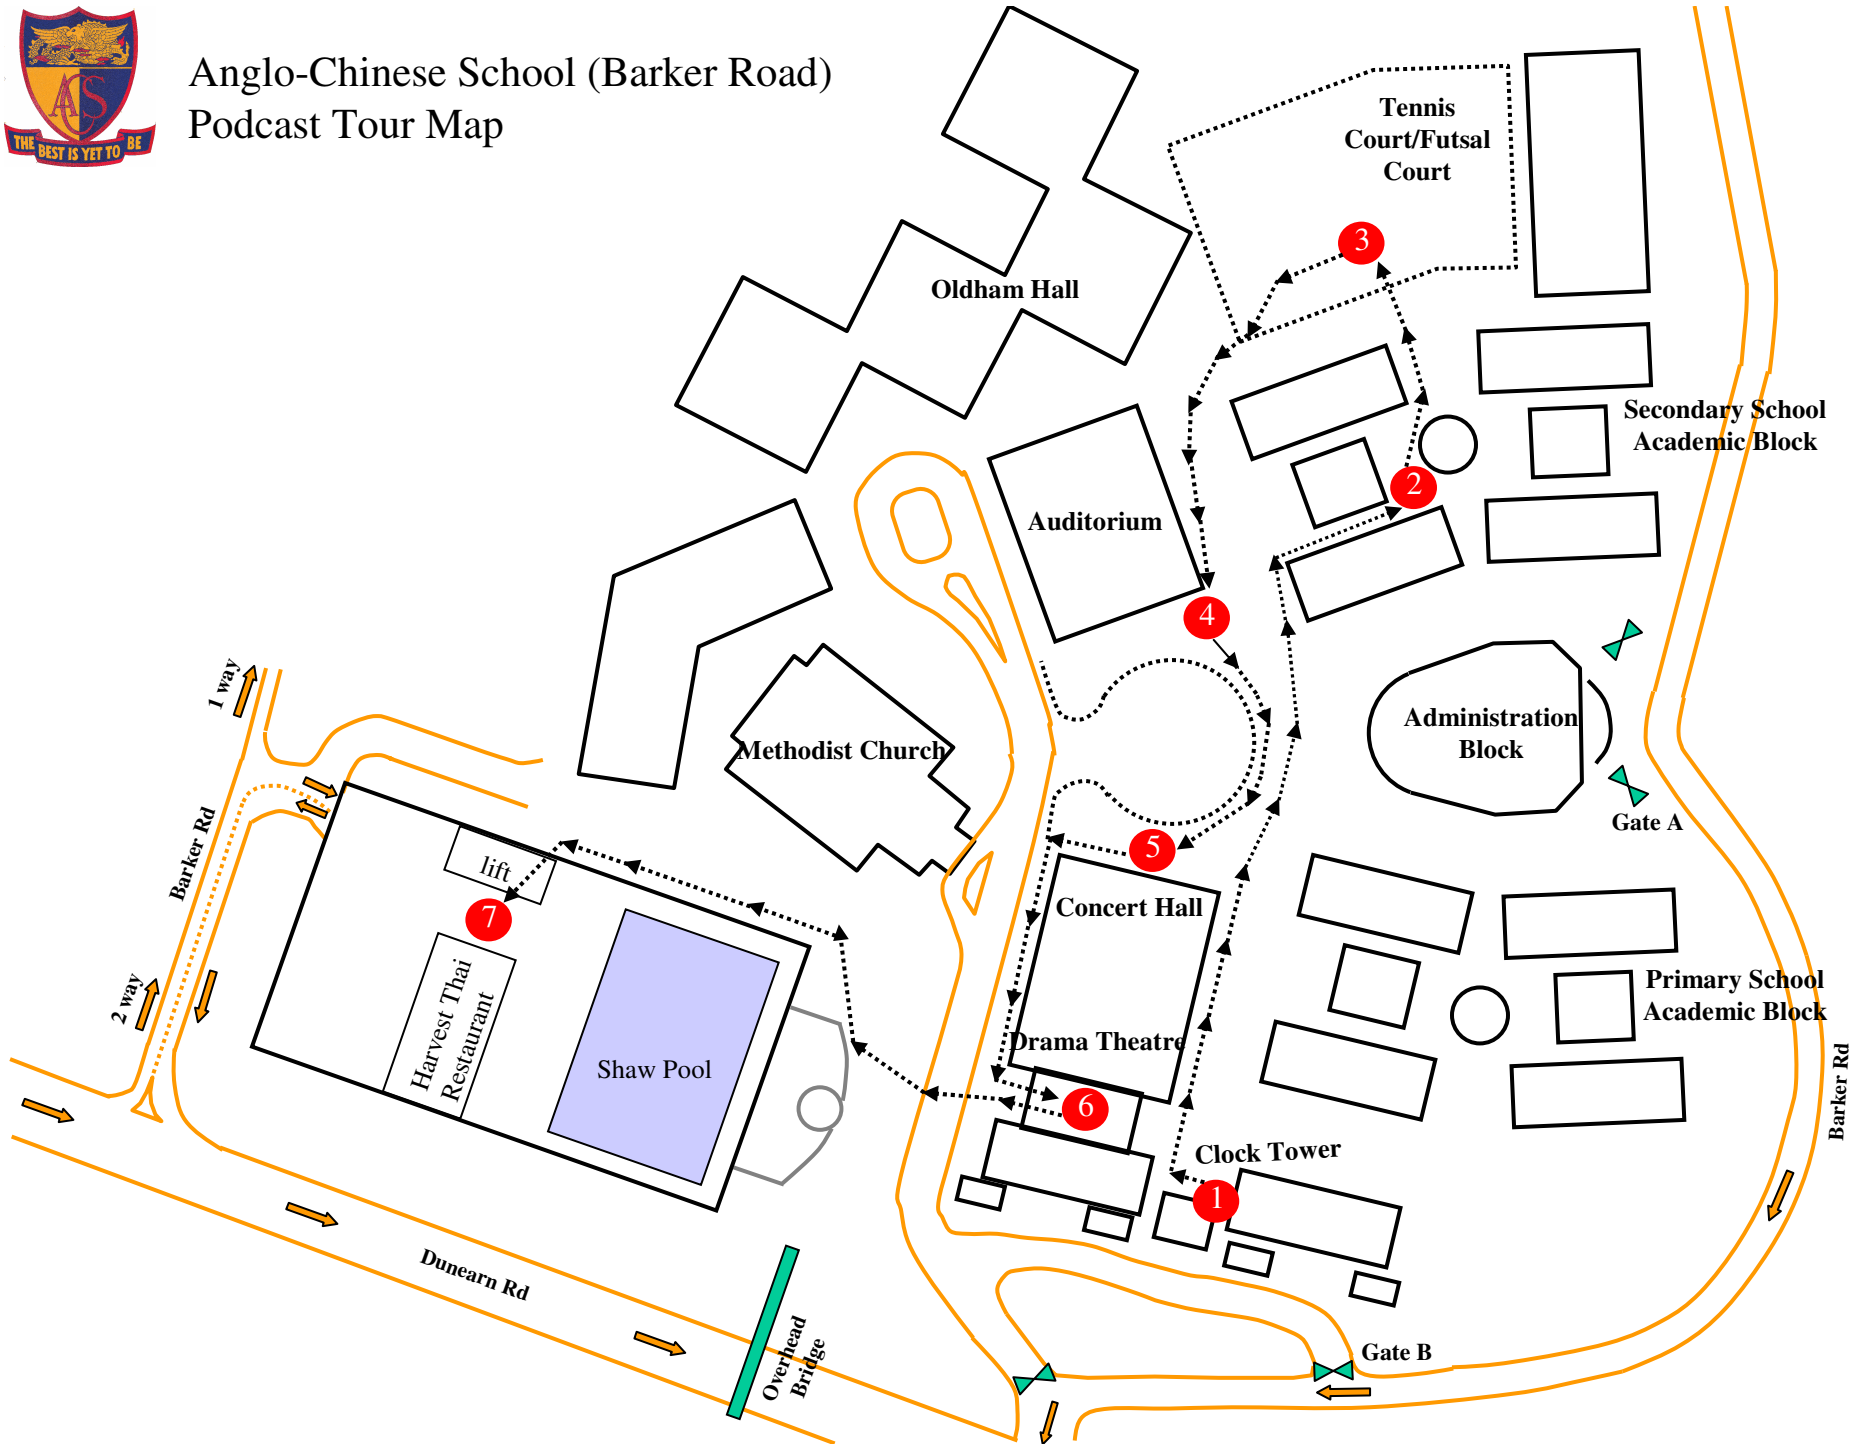 Anglo-Chinese School (Barker Road)
Podcast Tour Map
ACS
THE BEST IS YET TO BE
Tennis
Court/Futsal
Court
3
Oldham Hall
Secondary School
Academic Block
2
Auditorium
4
1 way
Administration
Block
Methodist Church
Gate A
Barker Rd
5
lift
7
Concert Hall
2 way
Harvest Thai
Restaurant
Shaw Pool
Primary School
Academic Block
Drama Theatre
Barker Rd
6
Clock Tower
1
Dunearn Rd
Overhead
Bridge
Gate B